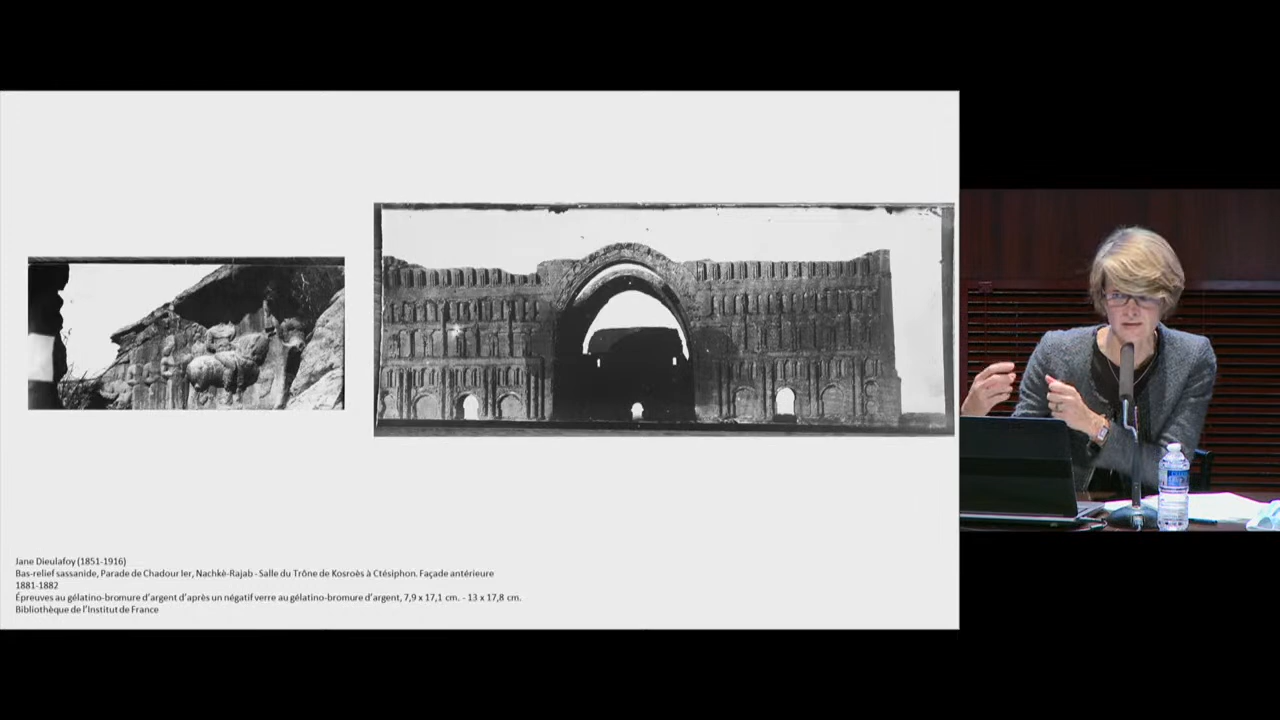 Jane Dieulafoy (1851-1916)
Bas-relief sassanide, Parade de Chadour Ier, Nachkè-Rajab - Salle du Trône de Kosroès à Ctésiphon. Façade antérieure
1881-1882
Épreuves au gélatino-bromure d'argent d'après un négatif verre au gélatino-bromure d'argent, 7,9 x 17,1 cm. - 13 x 17,8 cm.
Bibliothèque de l'Institut de France